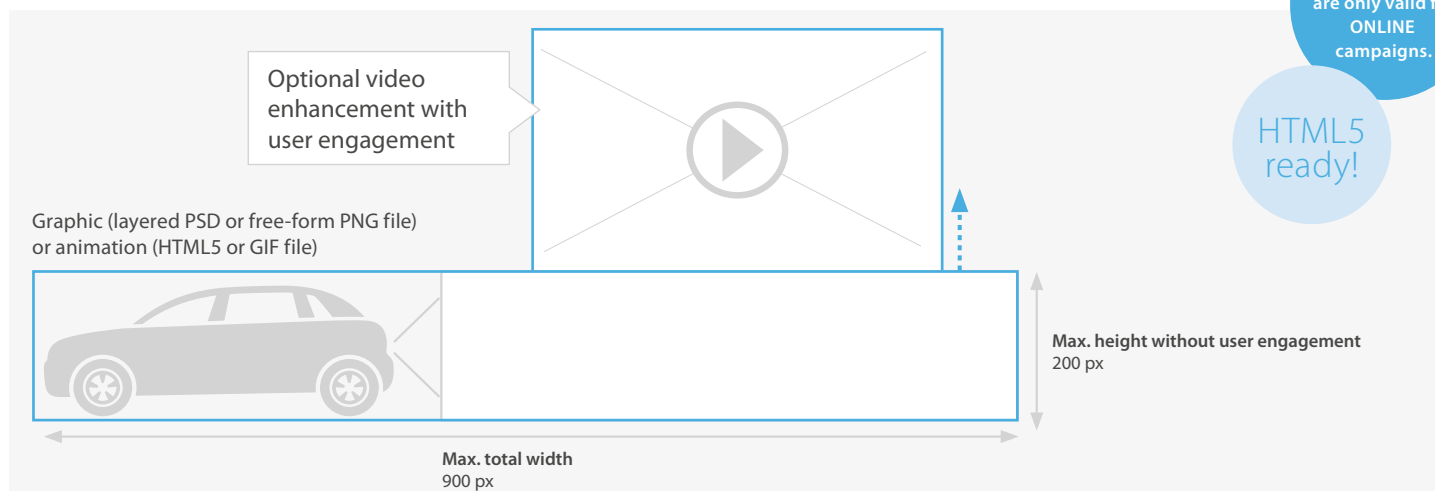 are only valid
ONLINE
campaigns.
HTML5
ready!
Optional video
enhancement with
user engagement
Graphic (layered PSD or free-form PNG file)
or animation (HTML5 or GIF file)
Max. height without user engagement
200 px
Max. total width
900 px